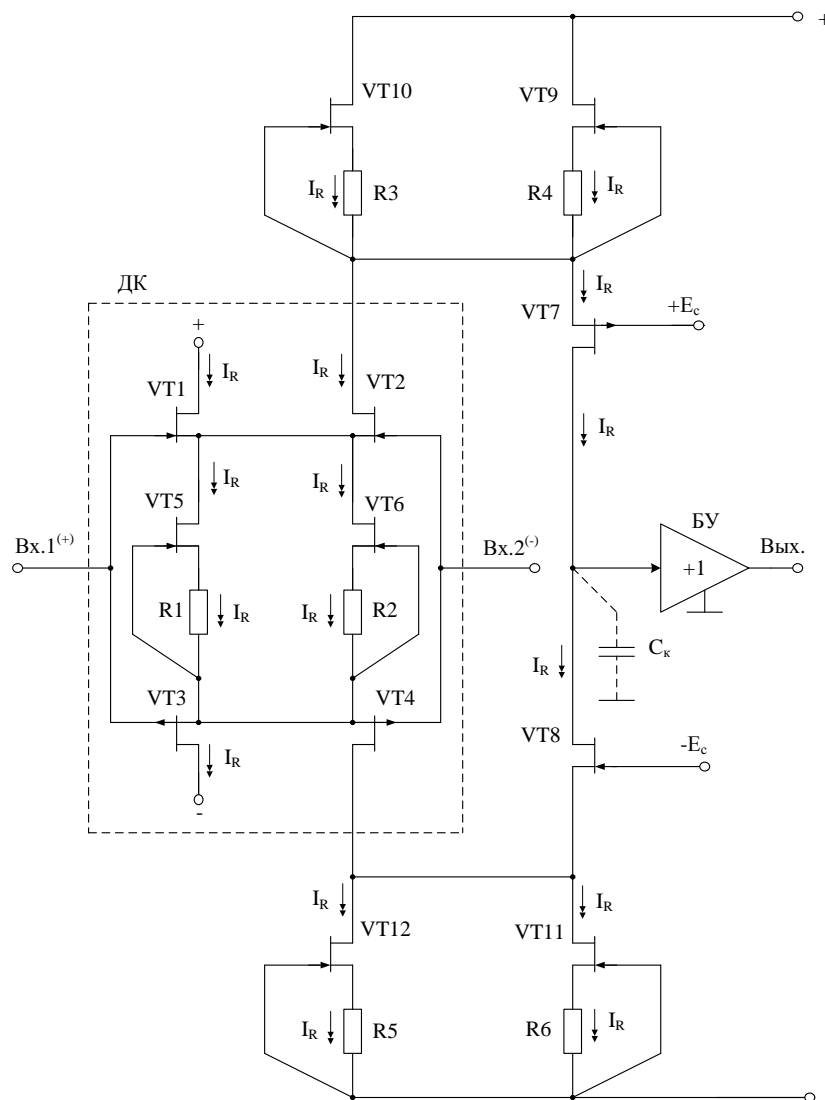 +
VT10
VT9
I_R
R3
R4
I_R
ДК
I_R
VT7
+E_с
+
I_R
I_R
VT1
VT2
I_R
I_R
I_R
VT5
VT6
БУ
Вх.1^(+)
Вх.2^(-)
Вых.
+1
R1
I_R
I_R
R2
C_к
I_R
VT3
VT4
I_R
VT8
-E_с
-
I_R
I_R
VT12
VT11
I_R
R5
R6
I_R